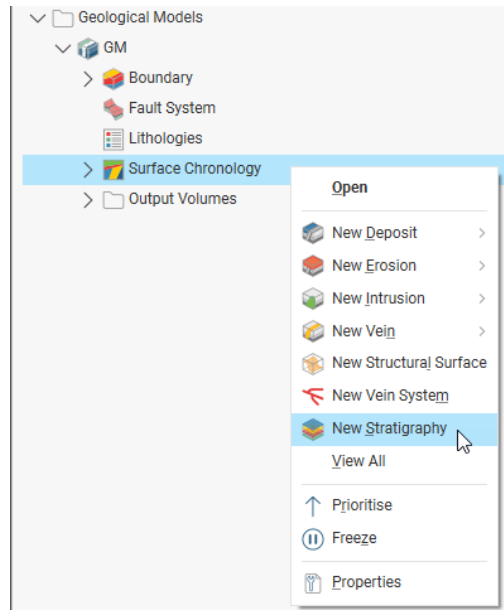 Geological Models
GM
Boundary
Fault System
Lithologies
Surface Chronology
Output Volumes
Open
New Deposit
New Erosion
New Intrusion
New Vein
New Structural Surface
New Vein System
New Stratigraphy
View All
Prioritise
Freeze
Properties